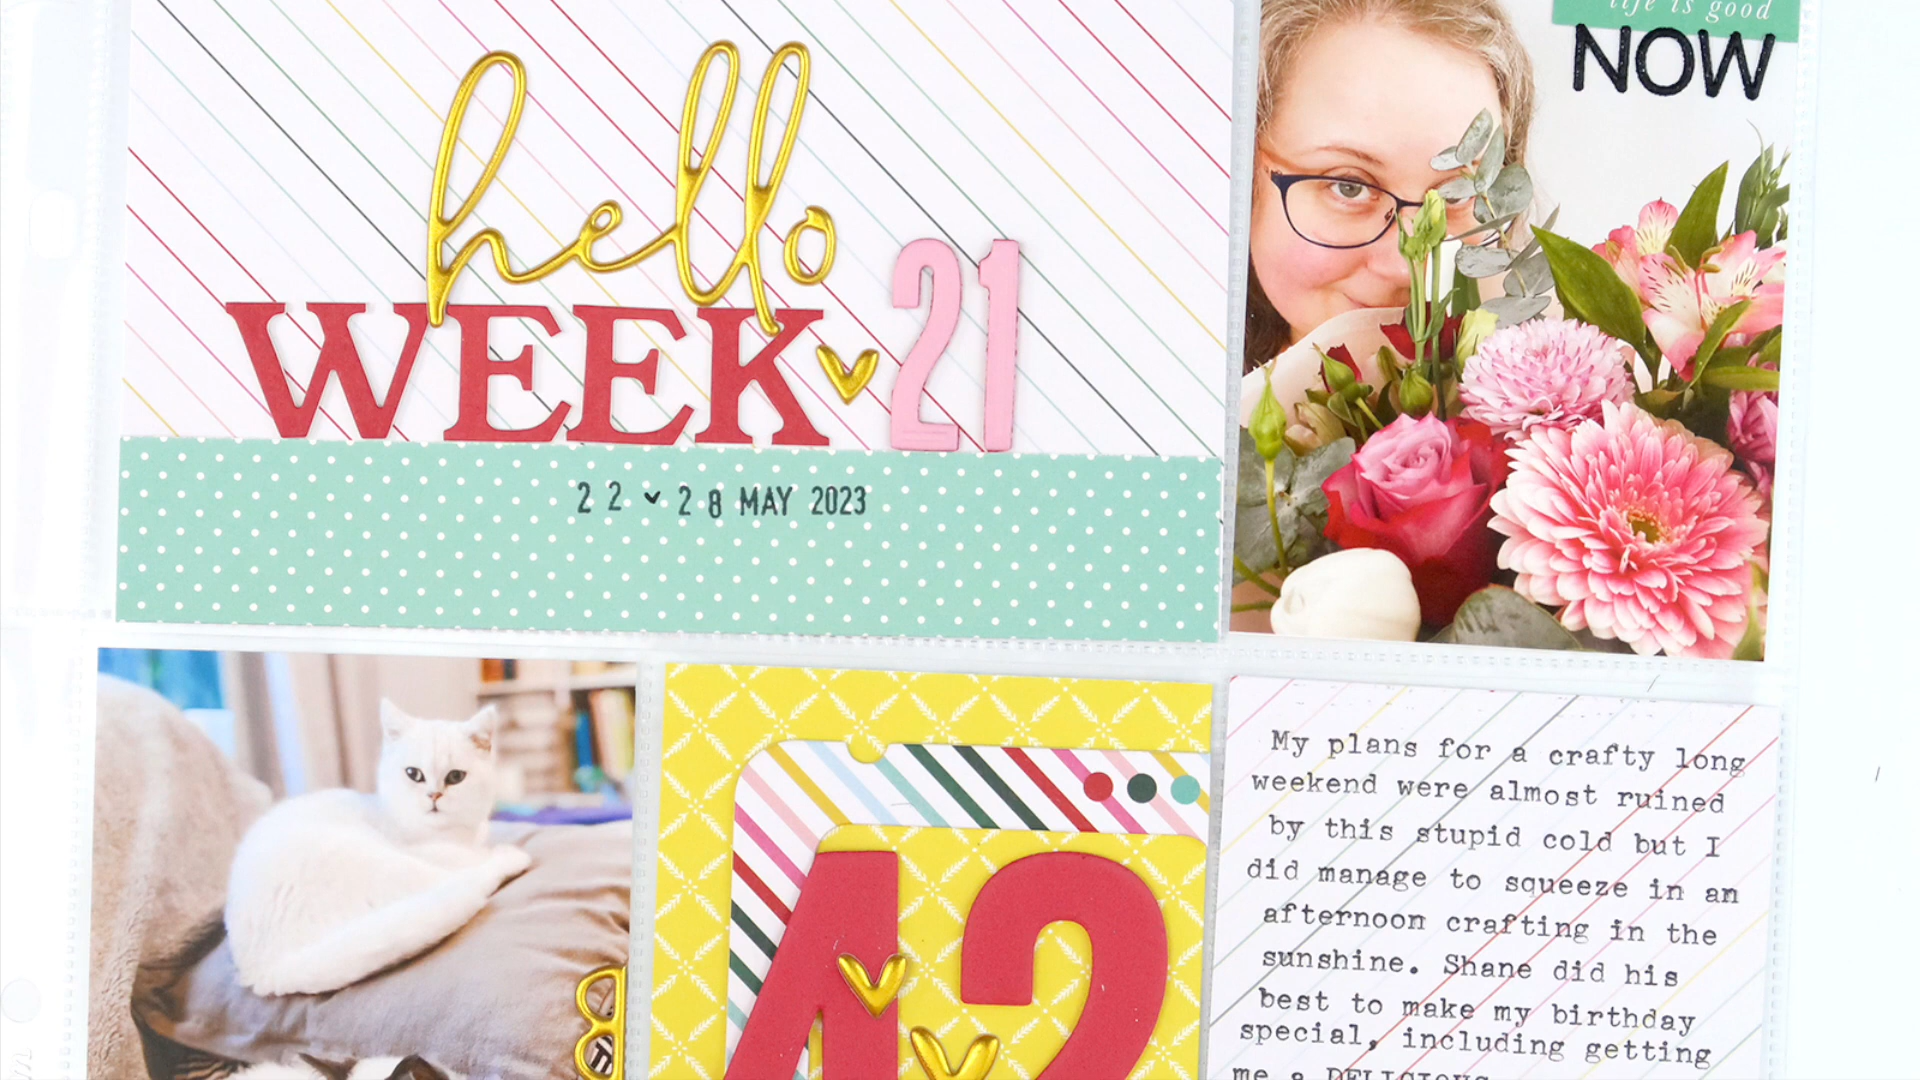 hello
WEEK 21
22 28 MAY 2023
life is good
NOW
42
My plans for a crafty long
weekend were almost ruined
by this stupid cold but I
did manage to squeeze in an
afternoon crafting in the
sunshine. Shane did his
best to make my birthday
special, including getting
me a DELICIOUS